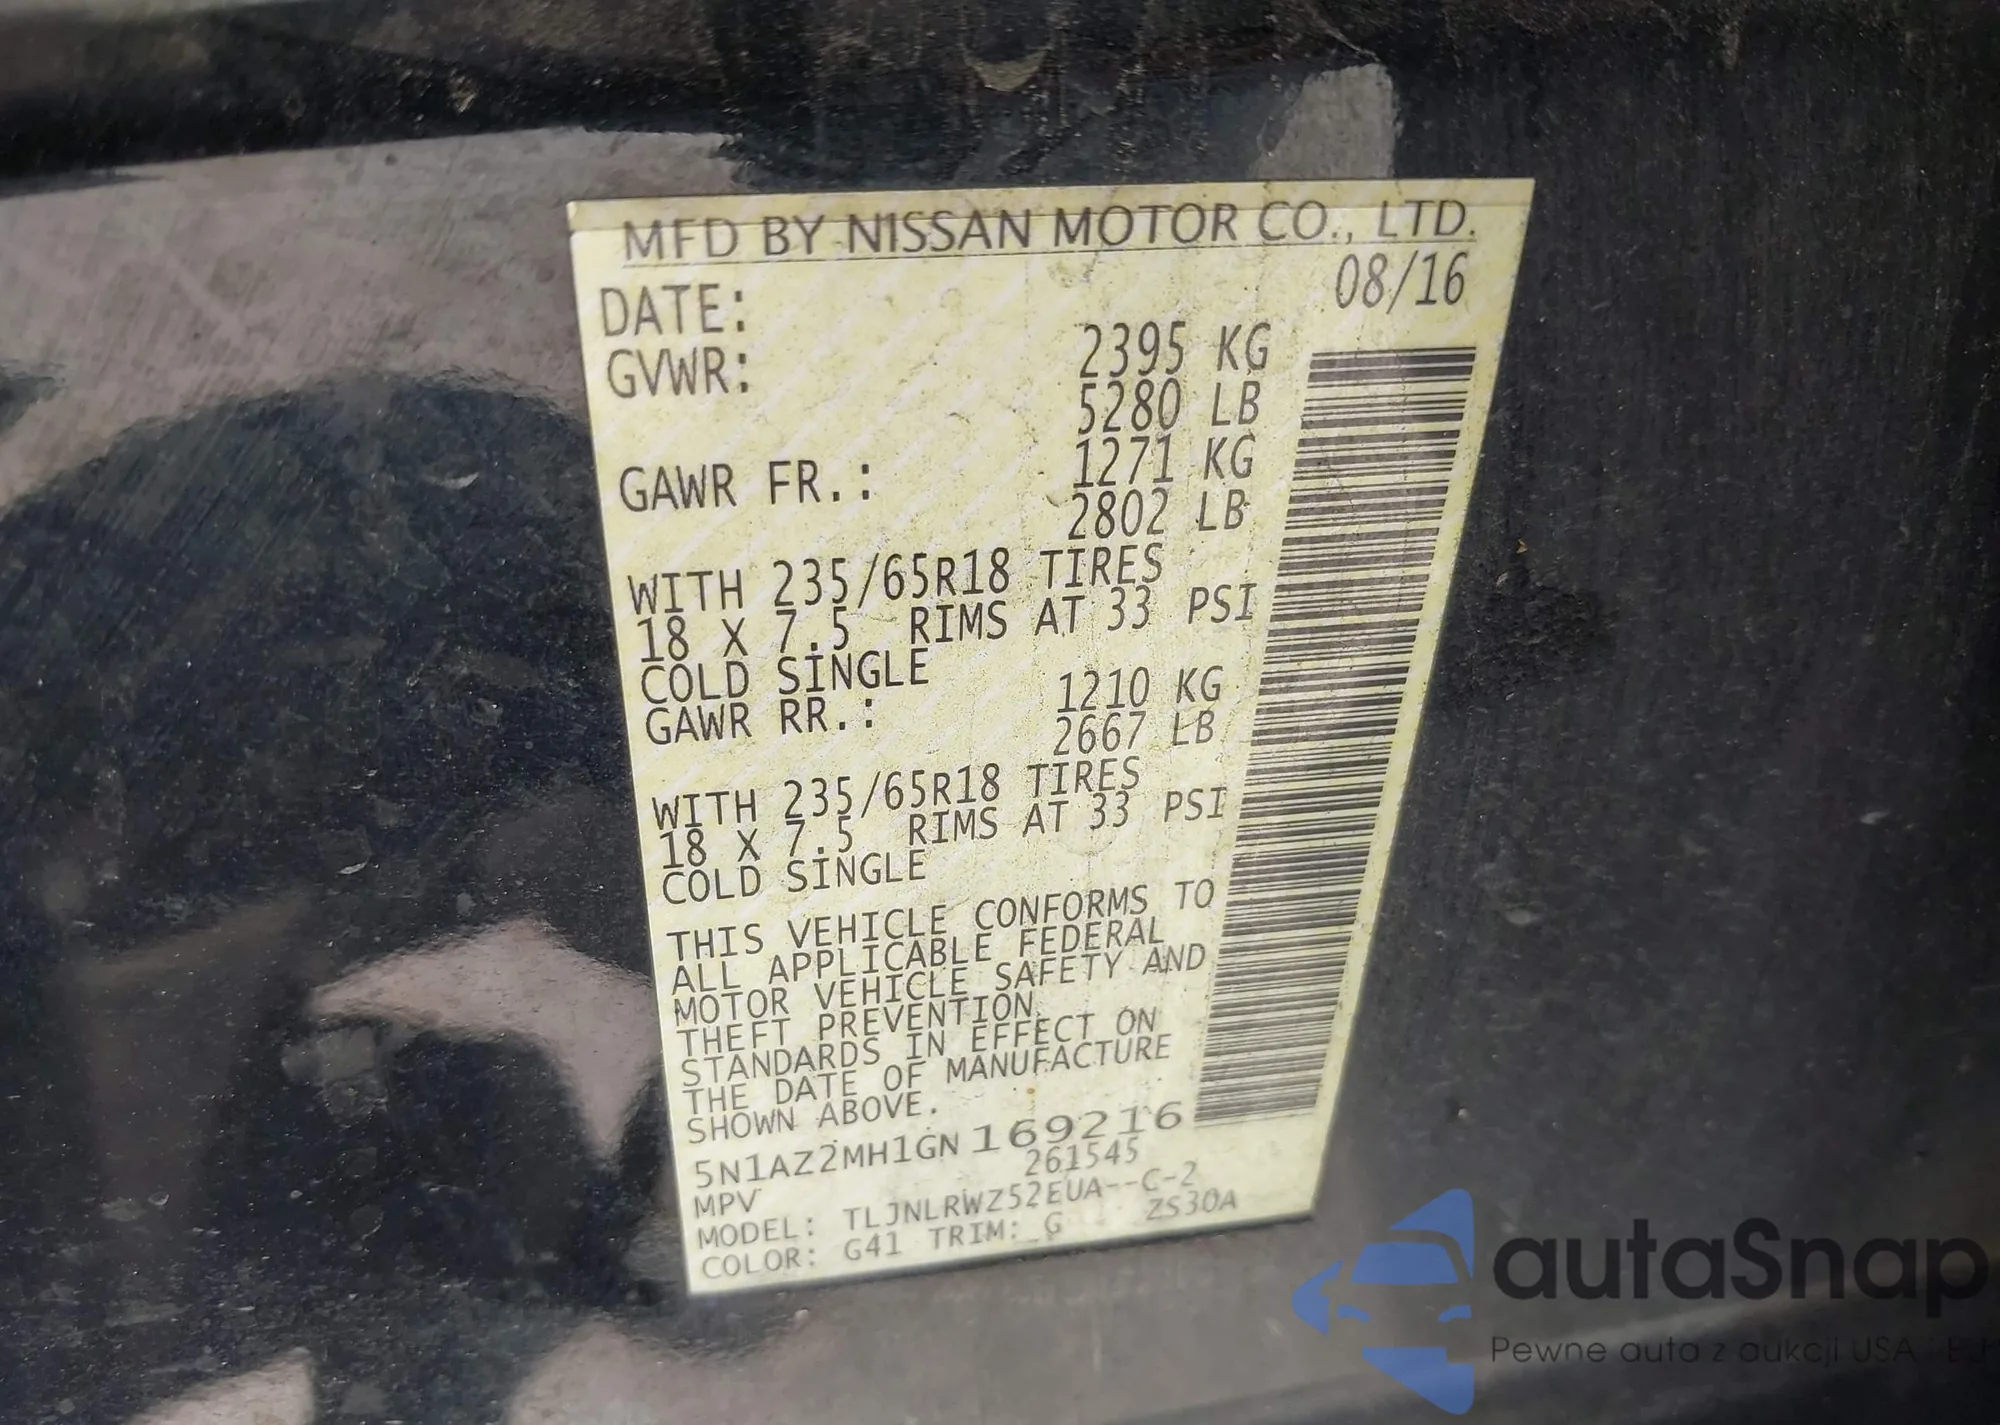 MFD BY NISSAN MOTOR CO., LTD.
DATE: 08/16
GVWR: 2395 KG
5280 LB
GAWR FR.: 1271 KG
2802 LB
WITH 235/65R18 TIRES
18 X 7.5 RIMS AT 33 PSI
COLD SINGLE
GAWR RR.: 1210 KG
2667 LB
WITH 235/65R18 TIRES
18 X 7.5 RIMS AT 33 PSI
COLD SINGLE
THIS VEHICLE CONFORMS TO
ALL APPLICABLE FEDERAL
MOTOR VEHICLE SAFETY AND
THEFT PREVENTION
STANDARDS IN EFFECT ON
THE DATE OF MANUFACTURE
SHOWN ABOVE.
5N1AZ2MH1GN169216
MPV 261545
MODEL: TLJNLRWZ52EUA--C-2
COLOR: G41 TRIM: G ZS30A
autaSnap
Pewne auta z aukcji USA i EU